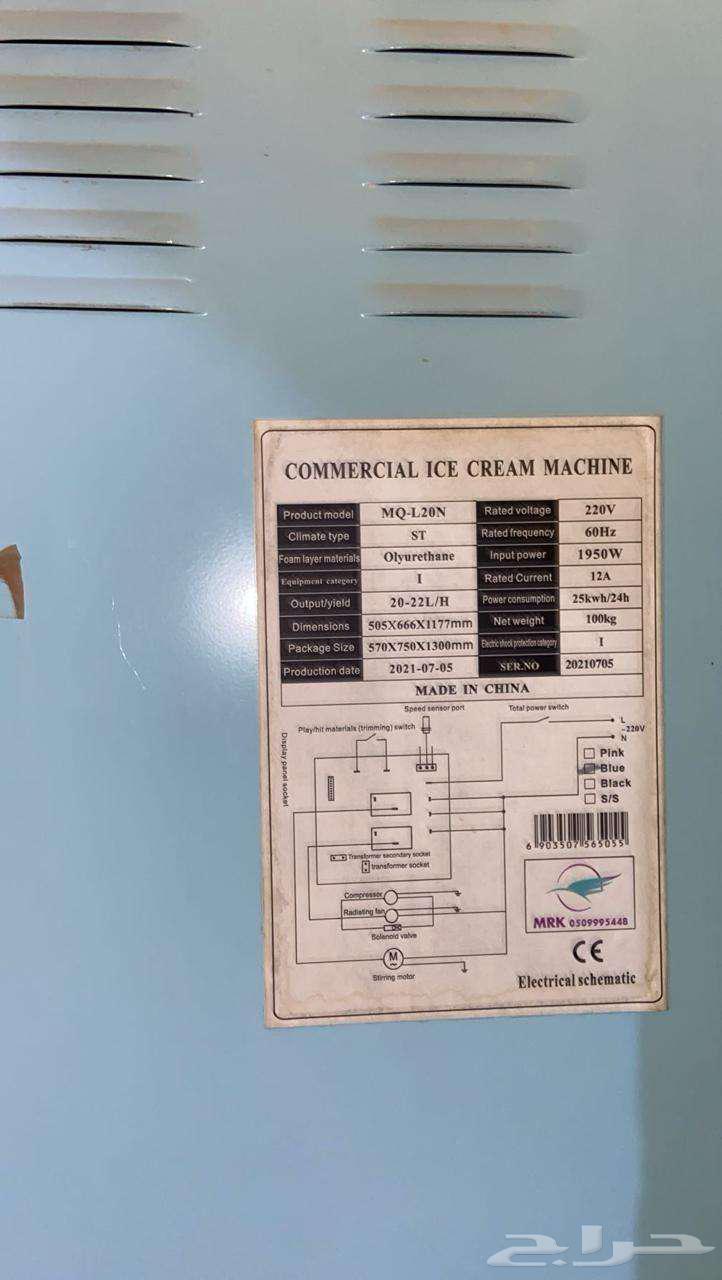 COMMERCIAL ICE CREAM MACHINE
Product model MQ-L20N Rated voltage 220V
Climate type ST Rated frequency 60Hz
Foam layer materials Olyurethane Input power 1950W
Equipment category I Rated Current 12A
Output/yield 20-22L/H Power consumption 25kwh/24h
Dimensions 505X666X1177mm Net weight 100kg
Package Size 570X750X1300mm Electric shock protection category I
Production date 2021-07-05 SER.NO 20210705
MADE IN CHINA
Speed sensor port Total power switch
Play/hit materials (trimming) switch
L
~220V
N
Display panel socket
Pink
Blue
Black
S/S
6 903507 565055
Transformer secondary socket
transformer socket
Compressor
Radisting fan
Solenoid valve
M
Stirring motor
MRK 0509995448
CE
Electrical schematic
حراج